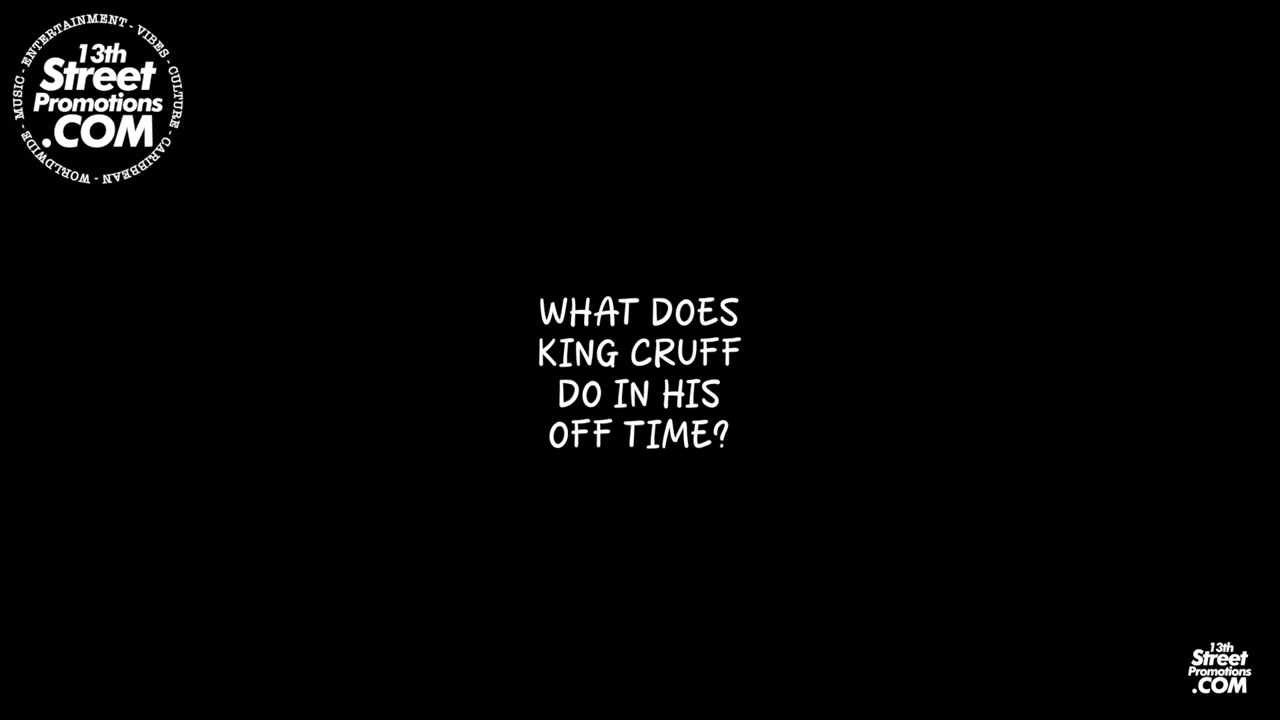 MUSIC - ENTERTAINMENT - VIBES - CULTURE - CARIBBEAN - WORLDWIDE -
13th
Street
Promotions
.COM
WHAT DOES
KING CRUFF
DO IN HIS
OFF TIME?
13th
Street
Promotions
.COM